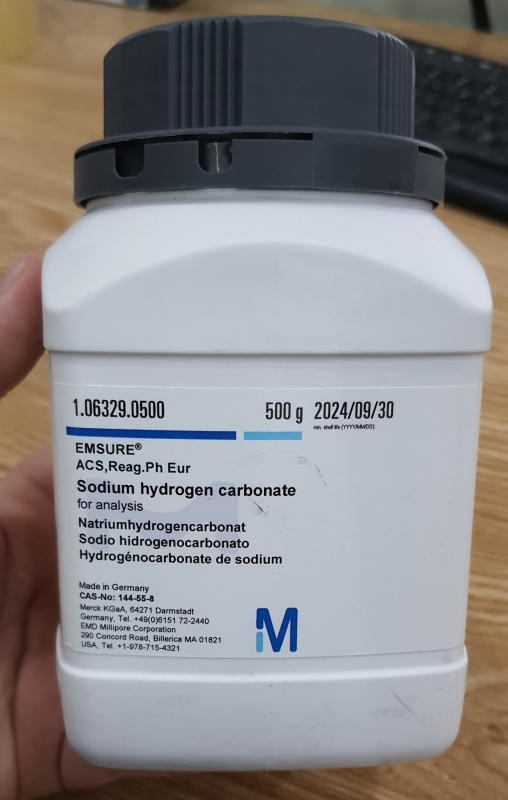 1.06329.0500 500 g 2024/09/30
min. shelf life (YYYY/MM/DD):
EMSURE®
ACS,Reag.Ph Eur
Sodium hydrogen carbonate
for analysis
Natriumhydrogencarbonat
Sodio hidrogenocarbonato
Hydrogénocarbonate de sodium
Made in Germany
CAS-No: 144-55-8
Merck KGaA, 64271 Darmstadt
Germany, Tel. +49(0)6151 72-2440
EMD Millipore Corporation
290 Concord Road, Billerica MA 01821
USA, Tel. +1-978-715-4321
M